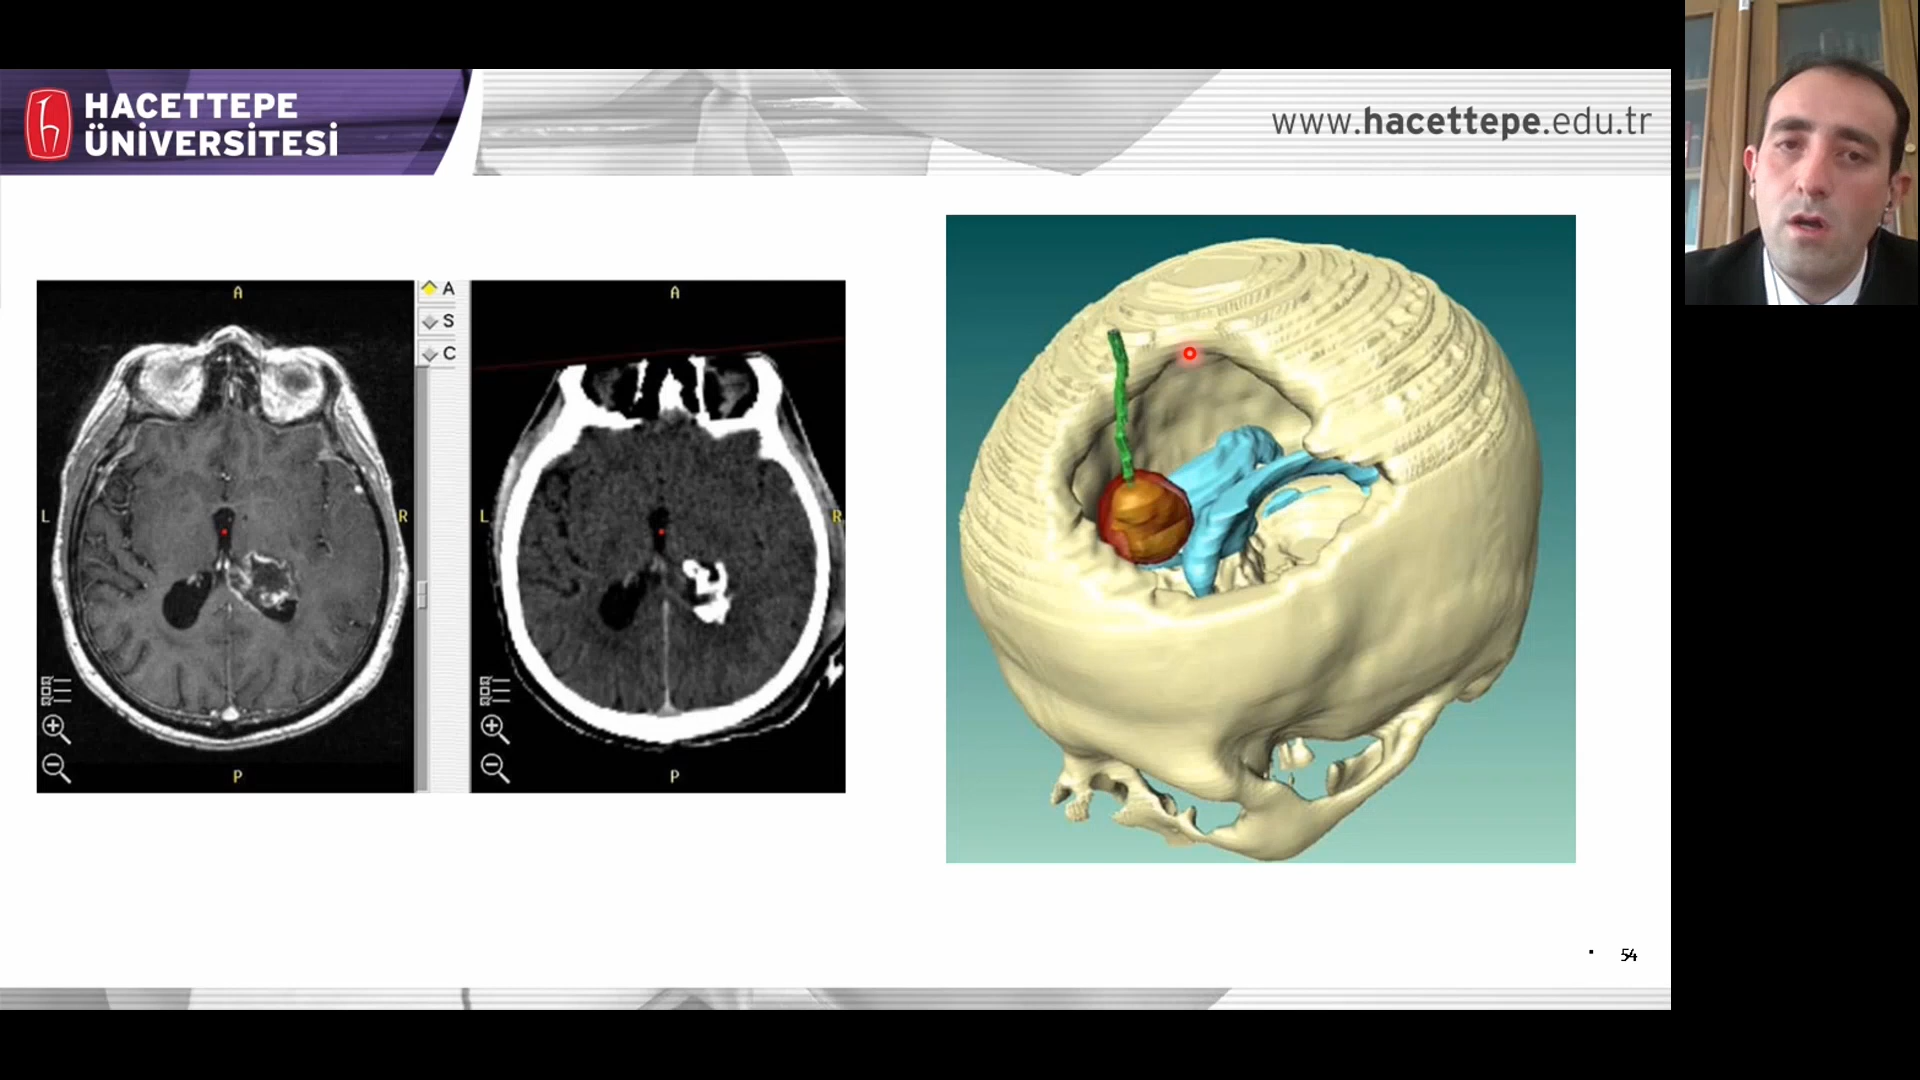 HACETTEPE
ÜNİVERSİTESİ
www.hacettepe.edu.tr
A
L
R
P
A
S
C
A
L
R
P
54